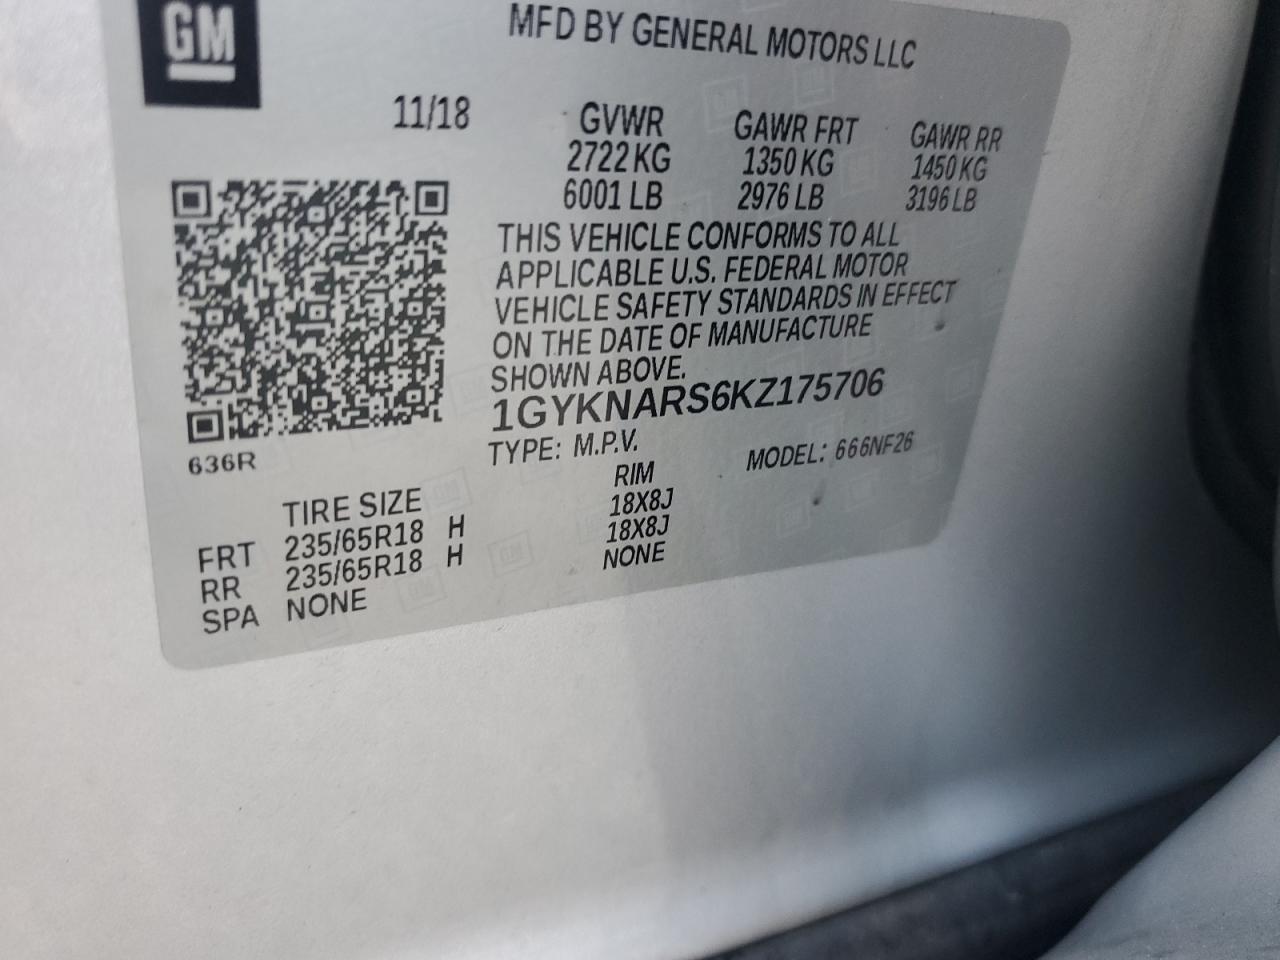 GM
MFD BY GENERAL MOTORS LLC
11/18 GVWR GAWR FRT GAWR RR
2722 KG 1350 KG 1450 KG
6001 LB 2976 LB 3196 LB
THIS VEHICLE CONFORMS TO ALL
APPLICABLE U.S. FEDERAL MOTOR
VEHICLE SAFETY STANDARDS IN EFFECT
ON THE DATE OF MANUFACTURE
SHOWN ABOVE.
1GYKNARS6KZ175706
636R
TYPE: M.P.V. MODEL: 666NF26
TIRE SIZE RIM
FRT 235/65R18 H 18X8J
RR 235/65R18 H 18X8J
SPA NONE NONE